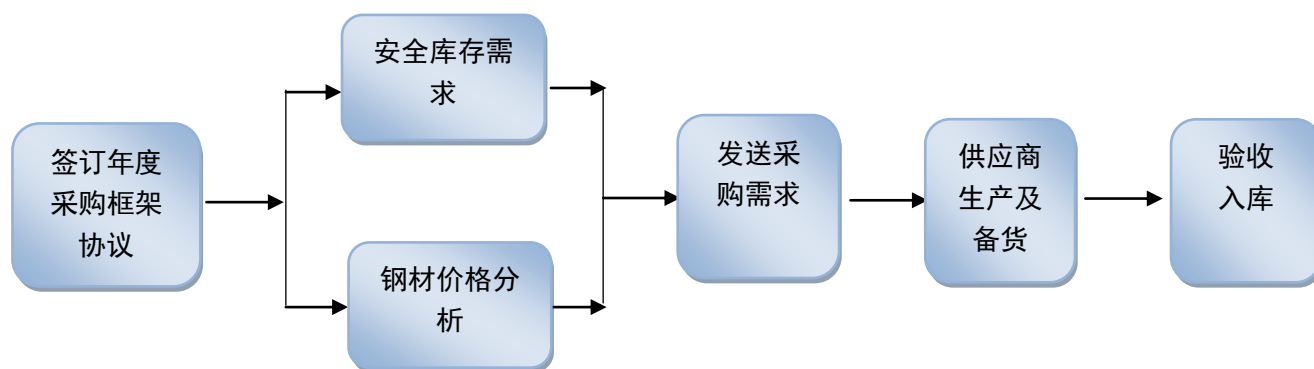 签订年度
采购框架
协议
安全库存需
求
钢材价格分
析
发送采
购需求
供应商
生产及
备货
验收
入库